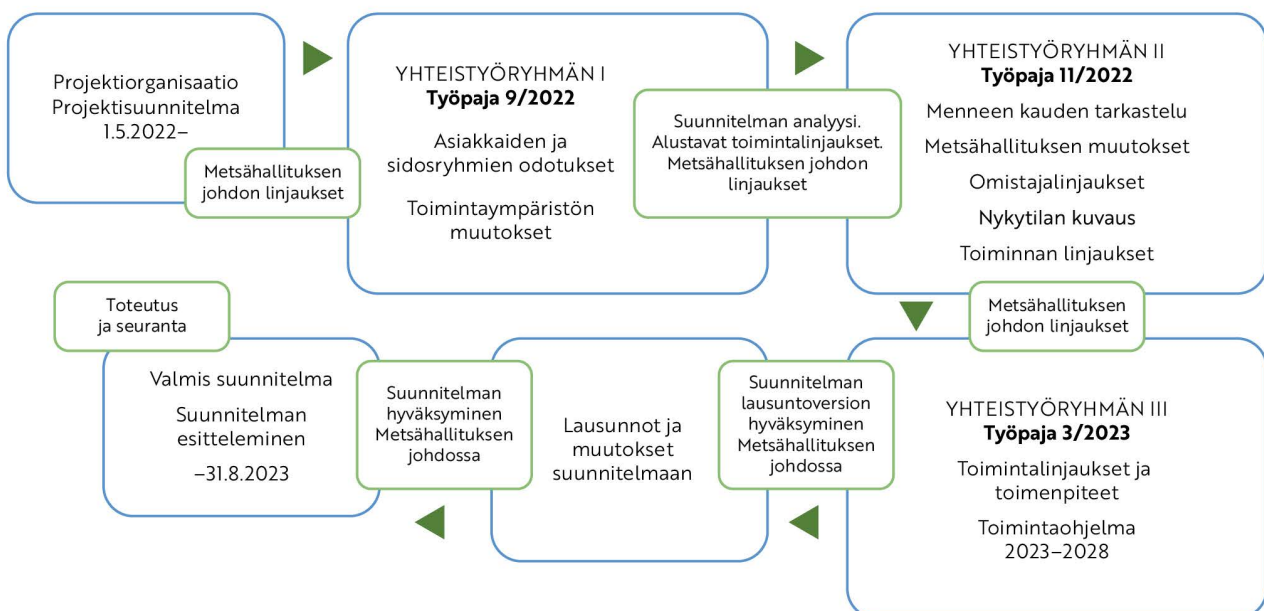 Projektiorganisaatio
Projektisuunnitelma
1.5.2022–
Metsähallituksen
johdon linjaukset
YHTEISTYÖRYHMÄN I
Työpaja 9/2022
Asiakkaiden ja
sidosryhmien odotukset
Toimintaympäristön
muutokset
Suunnitelman analyysi.
Alustavat toimintalinjaukset.
Metsähallituksen johdon
linjaukset
YHTEISTYÖRYHMÄN II
Työpaja 11/2022
Menneen kauden tarkastelu
Metsähallituksen muutokset
Omistajalinjaukset
Nykytilan kuvaus
Toiminnan linjaukset
Metsähallituksen
johdon linjaukset
YHTEISTYÖRYHMÄN III
Työpaja 3/2023
Toimintalinjaukset ja
toimenpiteet
Toimintaohjelma
2023–2028
Suunnitelman
lausuntoversion
hyväksyminen
Metsähallituksen
johdossa
Lausunnot ja
muutokset
suunnitelmaan
Suunnitelman
hyväksyminen
Metsähallituksen
johdossa
Valmis suunnitelma
Suunnitelman
esitteleminen
–31.8.2023
Toteutus
ja seuranta